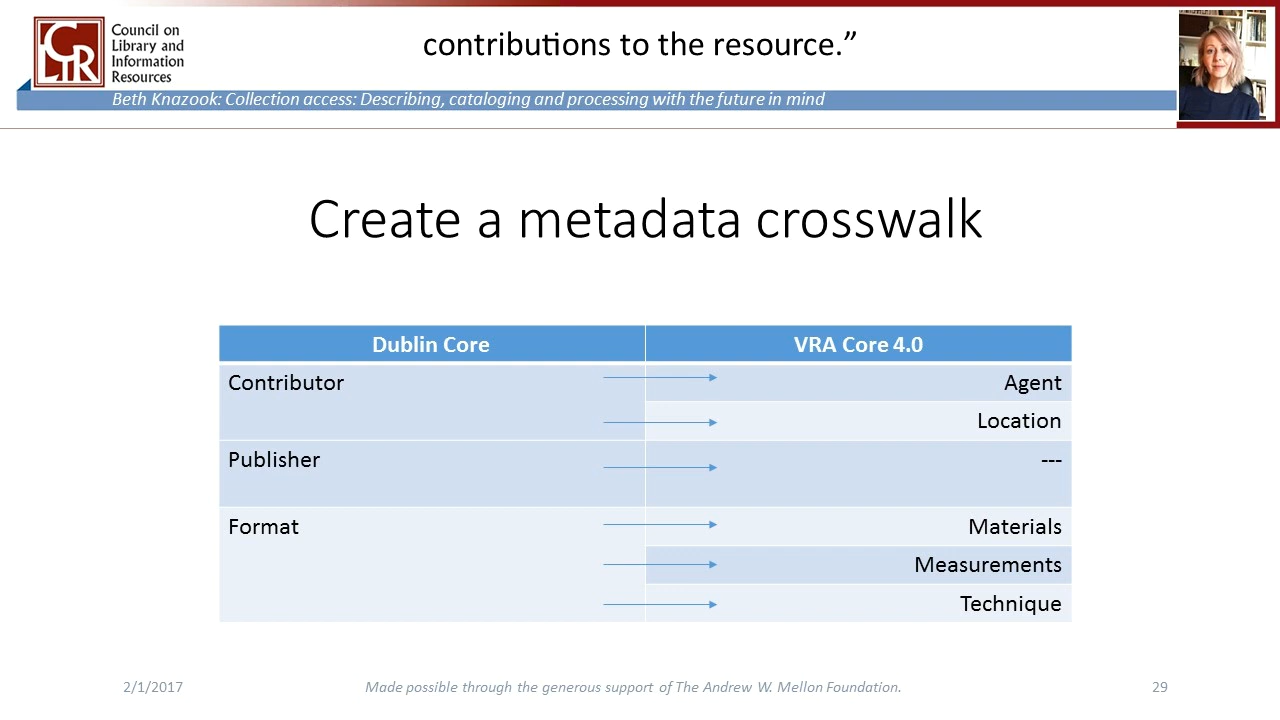 CLIR
Council on
Library and
Information
Resources
contributions to the resource.”
Beth Knazook: Collection access: Describing, cataloging and processing with the future in mind
Create a metadata crosswalk
Dublin Core VRA Core 4.0
Contributor Agent
Location
Publisher ---
Format Materials
Measurements
Technique
2/1/2017 Made possible through the generous support of The Andrew W. Mellon Foundation. 29